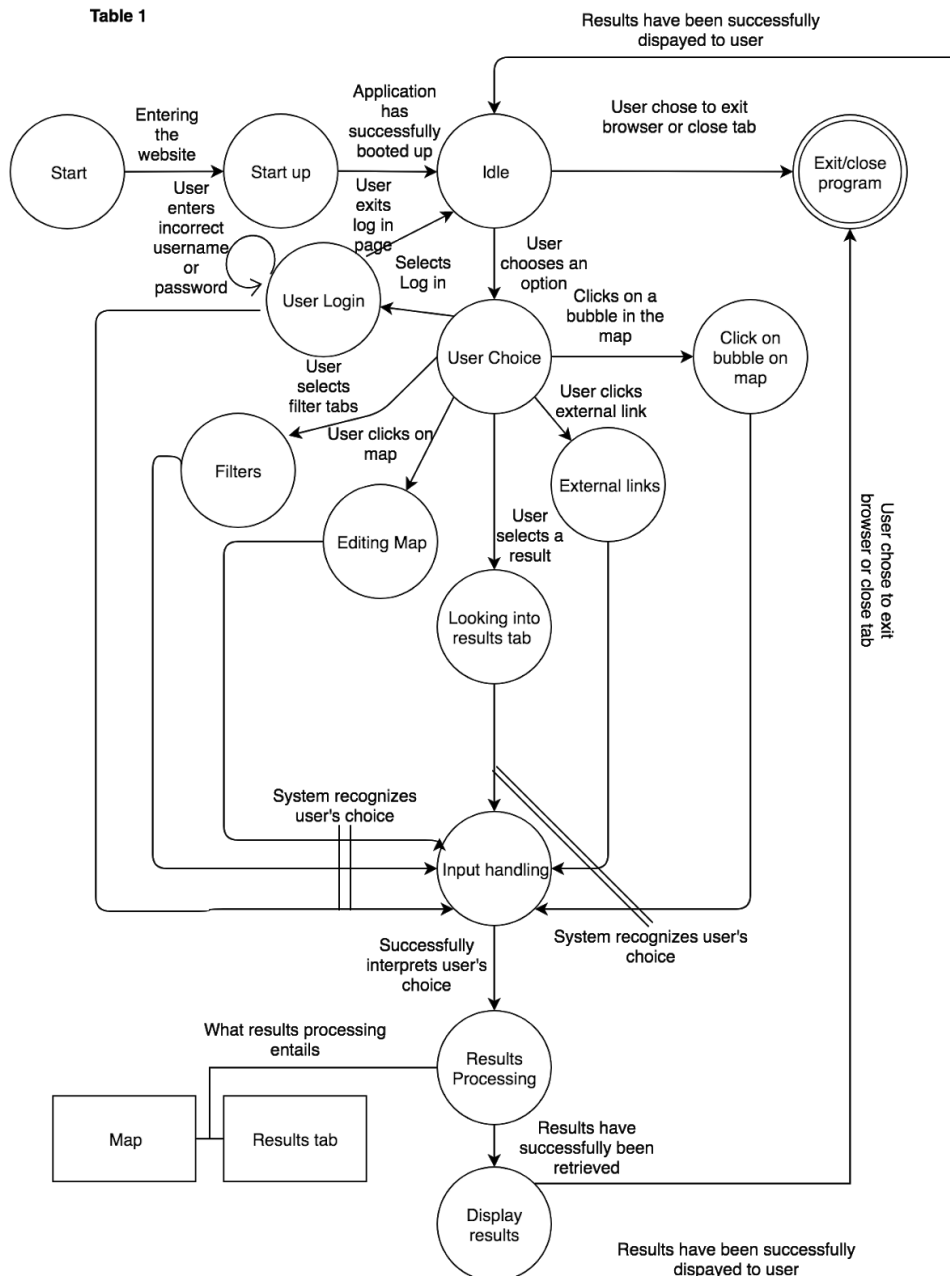 Table 1
Results have been successfully
dispayed to user
Entering
the
website
Application
has
successfully
booted up
User chose to exit
browser or close tab
Start
Start up
Idle
Exit/close
program
User
enters
incorrect
username
or
password
User
exits
log in
page
Selects
Log in
User
chooses an
option
User Login
Clicks on a
bubble in the
map
User Choice
Click on
bubble on
map
User
selects
filter tabs
User clicks
external link
User clicks on
map
Filters
External links
Editing Map
User
selects a
result
User chose to exit
browser or close tab
Looking into
results tab
System recognizes
user's choice
Input handling
System recognizes user's
choice
Successfully
interprets user's
choice
What results processing
entails
Results
Processing
Map
Results tab
Results have
successfully been
retrieved
Display
results
Results have been successfully
dispayed to user